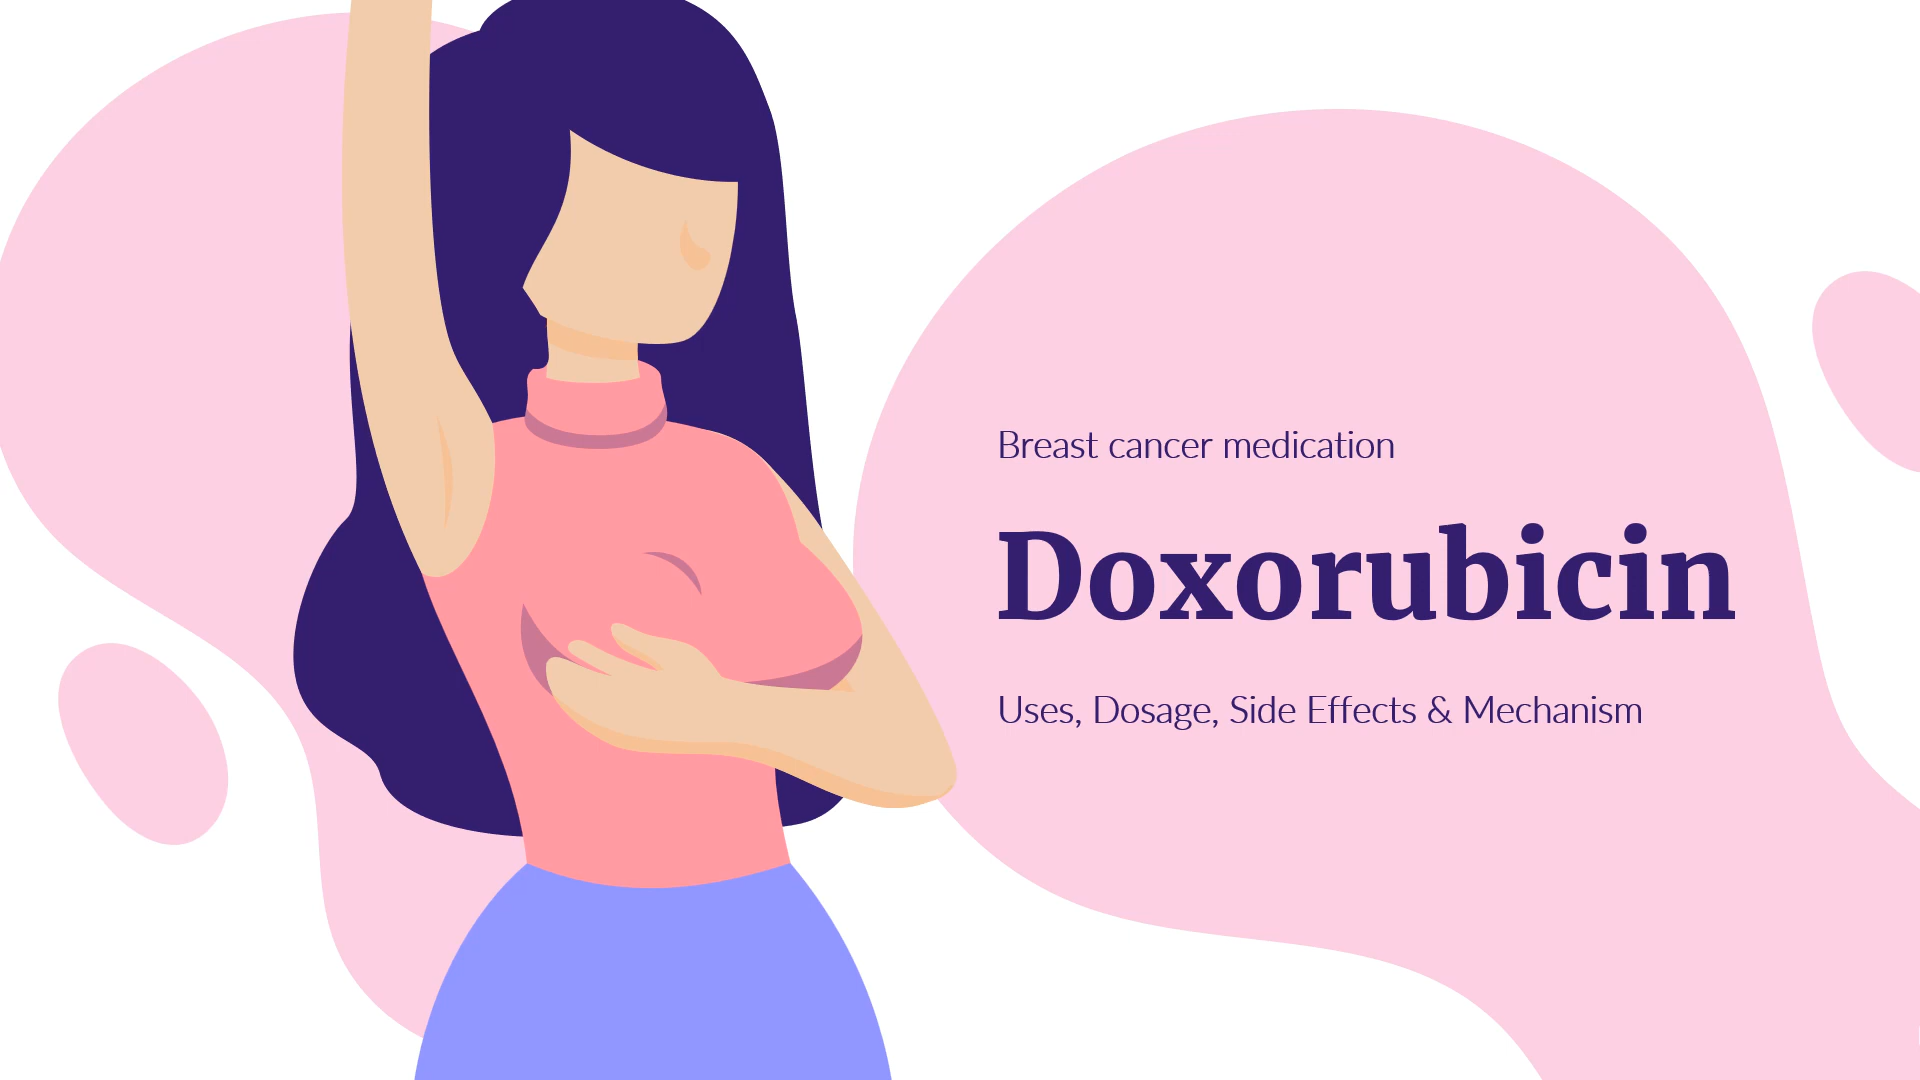 Breast cancer medication
Doxorubicin
Uses, Dosage, Side Effects & Mechanism